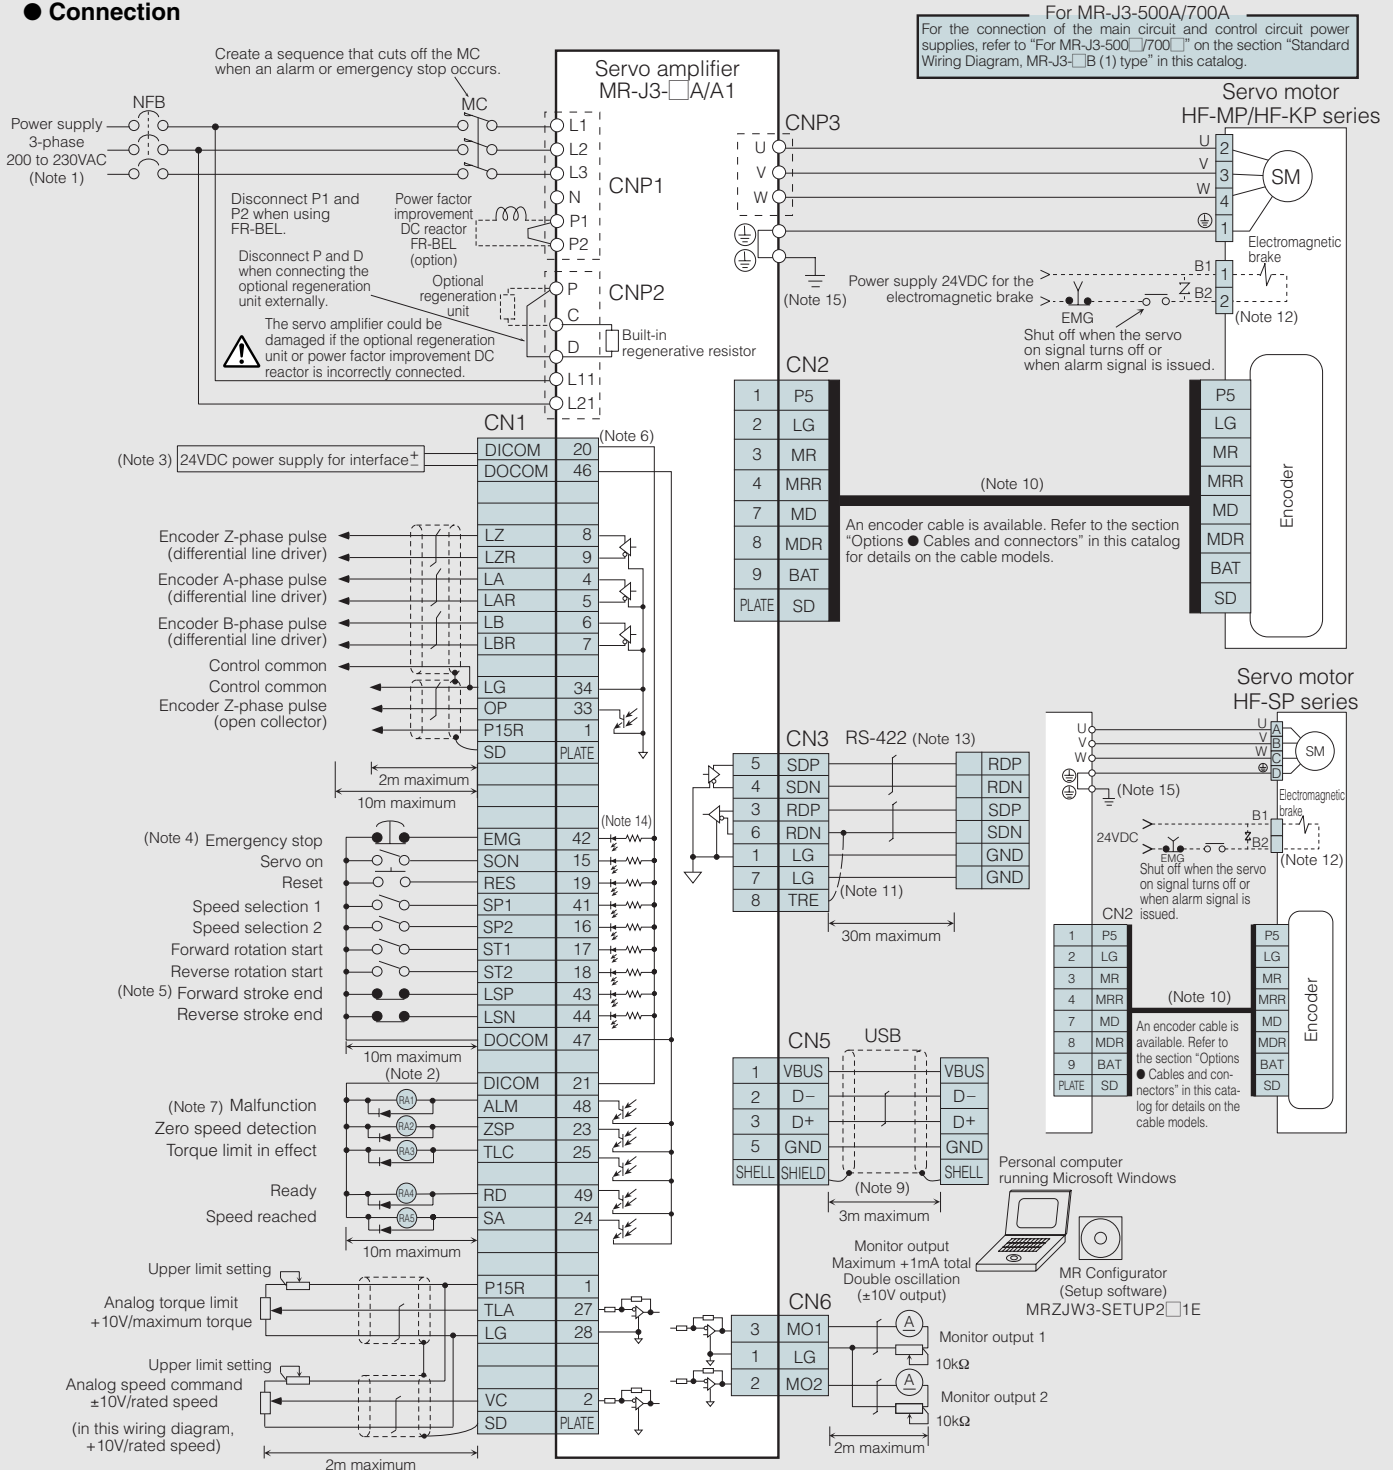 ● Connection
For MR-J3-500A/700A
For the connection of the main circuit and control circuit power
supplies, refer to “For MR-J3-500□/700□” on the section “Standard
Wiring Diagram, MR-J3-□B (1) type” in this catalog.
Create a sequence that cuts off the MC
when an alarm or emergency stop occurs.
Servo amplifier
MR-J3-□A/A1
Servo motor
HF-MP/HF-KP series
NFB
MC
Power supply
3-phase
200 to 230VAC
(Note 1)
L1
L2
L3
N
P1
P2
CNP1
Disconnect P1 and
P2 when using
FR-BEL.
Power factor
improvement
DC reactor
FR-BEL
(option)
Disconnect P and D
when connecting the
optional regeneration
unit externally.
Optional
regeneration
unit
P
C
D
CNP2
Built-in
regenerative resistor
The servo amplifier could be
damaged if the optional regeneration
unit or power factor improvement DC
reactor is incorrectly connected.
L11
L21
CNP3
U
V
W
U 2
V 3
W 4
1
SM
(Note 15)
Electromagnetic
brake
Power supply 24VDC for the
electromagnetic brake
EMG
B1 1
B2 2
(Note 12)
Shut off when the servo
on signal turns off or
when alarm signal is issued.
CN2
1 P5
2 LG
3 MR
4 MRR
7 MD
8 MDR
9 BAT
PLATE SD
(Note 10)
An encoder cable is available. Refer to the section
“Options ● Cables and connectors” in this catalog
for details on the cable models.
P5
LG
MR
MRR
MD
MDR
BAT
SD
Encoder
CN1
(Note 6)
(Note 3) 24VDC power supply for interface + −
DICOM 20
DOCOM 46
Encoder Z-phase pulse
(differential line driver)
LZ 8
LZR 9
Encoder A-phase pulse
(differential line driver)
LA 4
LAR 5
Encoder B-phase pulse
(differential line driver)
LB 6
LBR 7
Control common
Control common
LG 34
Encoder Z-phase pulse
(open collector)
OP 33
P15R 1
SD PLATE
2m maximum
10m maximum
(Note 14)
(Note 4) Emergency stop EMG 42
Servo on SON 15
Reset RES 19
Speed selection 1 SP1 41
Speed selection 2 SP2 16
Forward rotation start ST1 17
Reverse rotation start ST2 18
(Note 5) Forward stroke end LSP 43
Reverse stroke end LSN 44
DOCOM 47
10m maximum
(Note 2)
DICOM 21
(Note 7) Malfunction RA1 ALM 48
Zero speed detection RA2 ZSP 23
Torque limit in effect RA3 TLC 25
Ready RA4 RD 49
Speed reached RA5 SA 24
10m maximum
Upper limit setting
Analog torque limit
+10V/maximum torque
P15R 1
TLA 27
LG 28
Upper limit setting
Analog speed command
±10V/rated speed
(in this wiring diagram,
+10V/rated speed)
VC 2
SD PLATE
2m maximum
CN3
RS-422 (Note 13)
5 SDP RDP
4 SDN RDN
3 RDP SDP
6 RDN SDN
1 LG GND
7 LG GND
8 TRE
(Note 11)
30m maximum
CN5
USB
1 VBUS VBUS
2 D− D−
3 D+ D+
5 GND GND
SHELL SHIELD SHELL
(Note 9)
3m maximum
Personal computer
running Microsoft Windows
MR Configurator
(Setup software)
MRZJW3-SETUP2□1E
Monitor output
Maximum +1mA total
Double oscillation
(±10V output)
CN6
3 MO1
1 LG
2 MO2
A
Monitor output 1
10kΩ
A
Monitor output 2
10kΩ
2m maximum
Servo motor
HF-SP series
U
V
W
U A
V B
W C
D
SM
(Note 15)
Electromagnetic
brake
24VDC
EMG
B1
B2
(Note 12)
Shut off when the servo
on signal turns off or
when alarm signal is
issued.
CN2
1 P5
2 LG
3 MR
4 MRR
7 MD
8 MDR
9 BAT
PLATE SD
(Note 10)
An encoder cable is
available. Refer to
the section “Options
● Cables and con-
nectors” in this cata-
log for details on the
cable models.
P5
LG
MR
MRR
MD
MDR
BAT
SD
Encoder